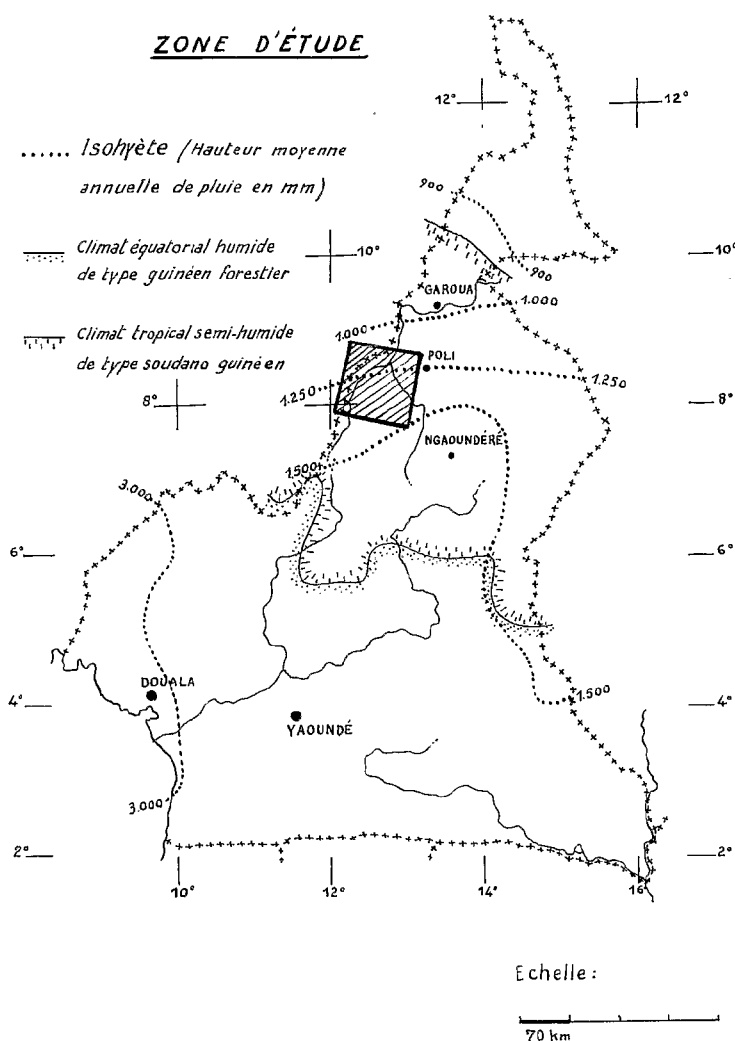 ZONE D'ÉTUDE
12°
12°
...... Isohyète (Hauteur moyenne
annuelle de pluie en mm)
900
Climat équatorial humide
de type guinéen forestier
10°
10°
900
GAROUA
1.000
Climat tropical semi-humide
de type soudano guinéen
1.000
POLI
1.250
1.250
8°
8°
NGAOUNDÉRÉ
1.500
3.000
6°
6°
DOUALA
4°
4°
1.500
YAOUNDÉ
3.000
2°
2°
10°
12°
14°
16°
Echelle:
70 km